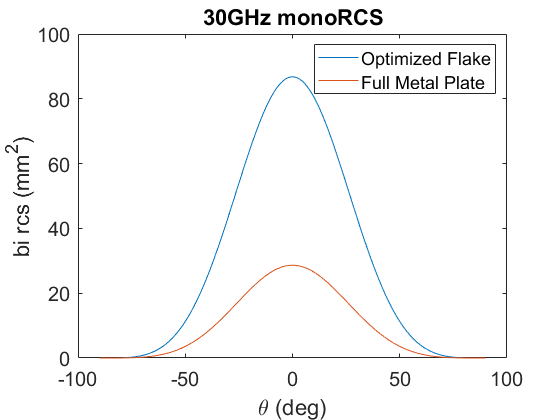 30GHz monoRCS
Optimized Flake
Full Metal Plate
bi rcs (mm²)
100
80
60
40
20
0
-100
-50
0
50
100
θ (deg)